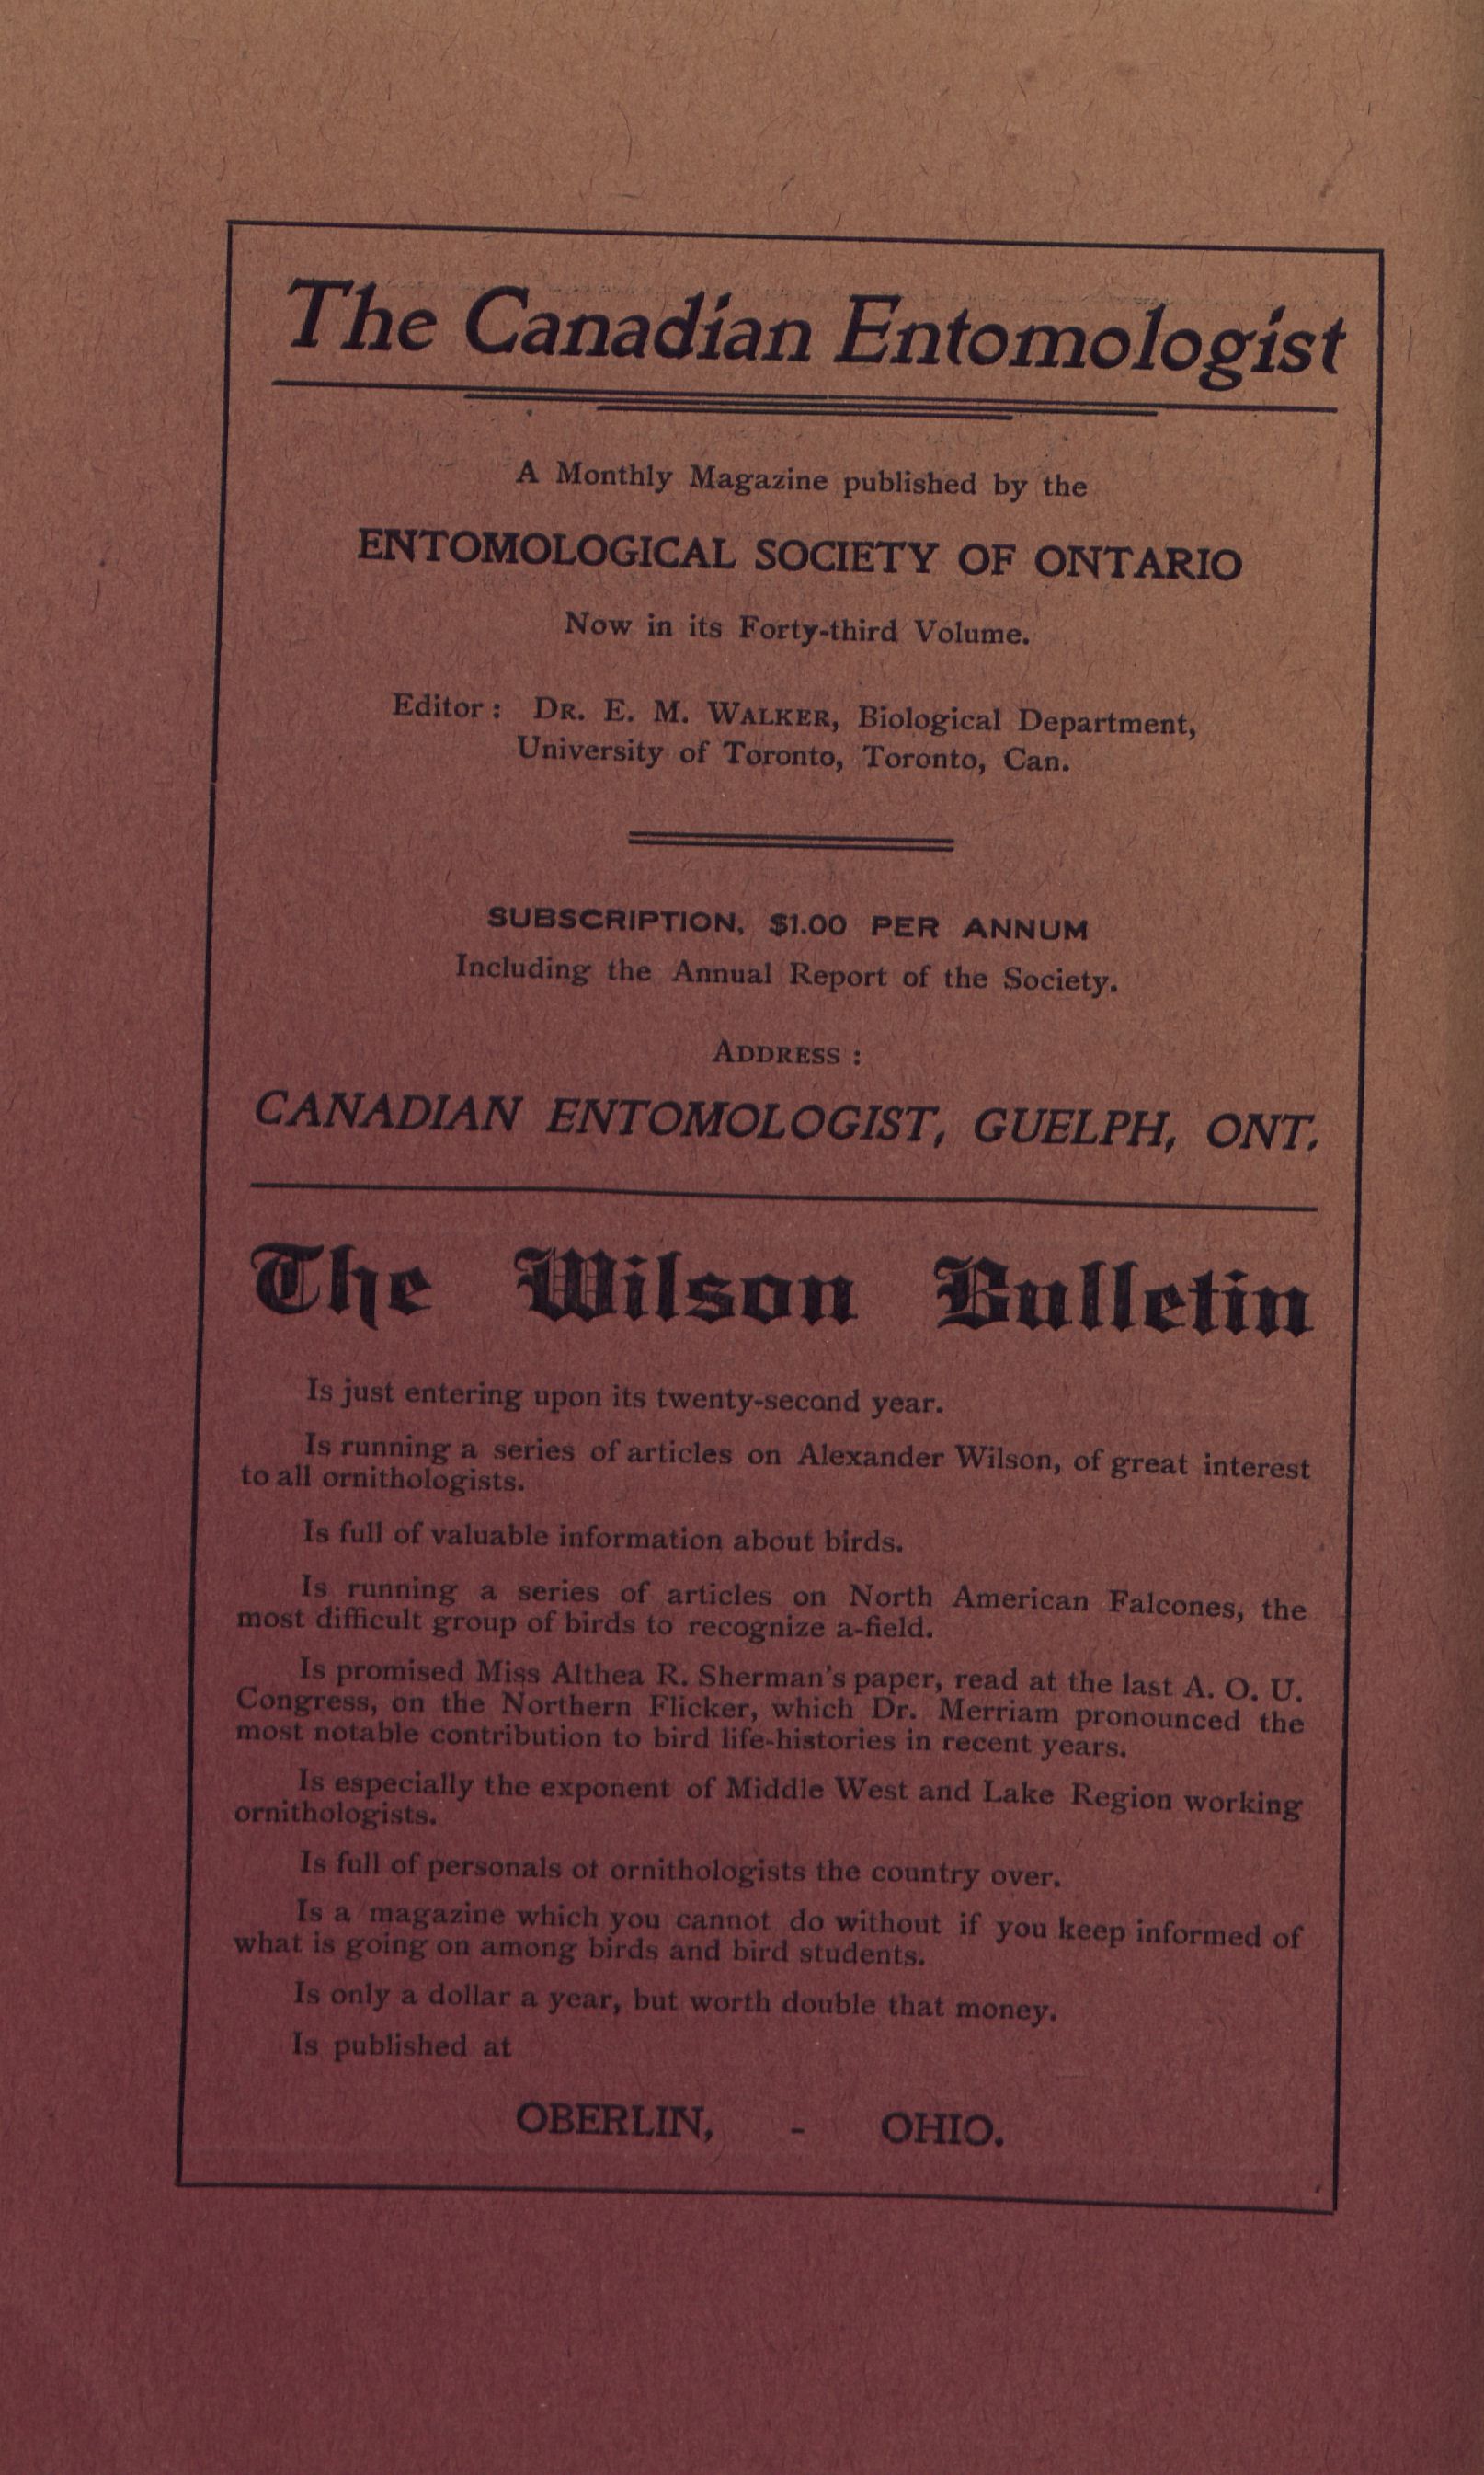 The Canadian Entomologist
A Monthly Magazine published by the
ENTOMOLOGICAL SOCIETY OF ONTARIO
Now in its Forty-third Volume.
Editor: DR. E. M. WALKER, Biological Department,
University of Toronto, Toronto, Can.
SUBSCRIPTION, $1.00 PER ANNUM
Including the Annual Report of the Society.
ADDRESS:
CANADIAN ENTOMOLOGIST, GUELPH, ONT.
The Wilson Bulletin
Is just entering upon its twenty-second year.
Is running a series of articles on Alexander Wilson, of great interest
to all ornithologists.
Is full of valuable information about birds.
Is running a series of articles on North American Falcones, the
most difficult group of birds to recognize a-field.
Is promised Miss Althea R. Sherman's paper, read at the last A. O. U.
Congress, on the Northern Flicker, which Dr. Merriam pronounced the
most notable contribution to bird life-histories in recent years.
Is especially the exponent of Middle West and Lake Region working
ornithologists.
Is full of personals of ornithologists the country over.
Is a magazine which you cannot do without if you keep informed of
what is going on among birds and bird students.
Is only a dollar a year, but worth double that money.
Is published at
OBERLIN, - OHIO.